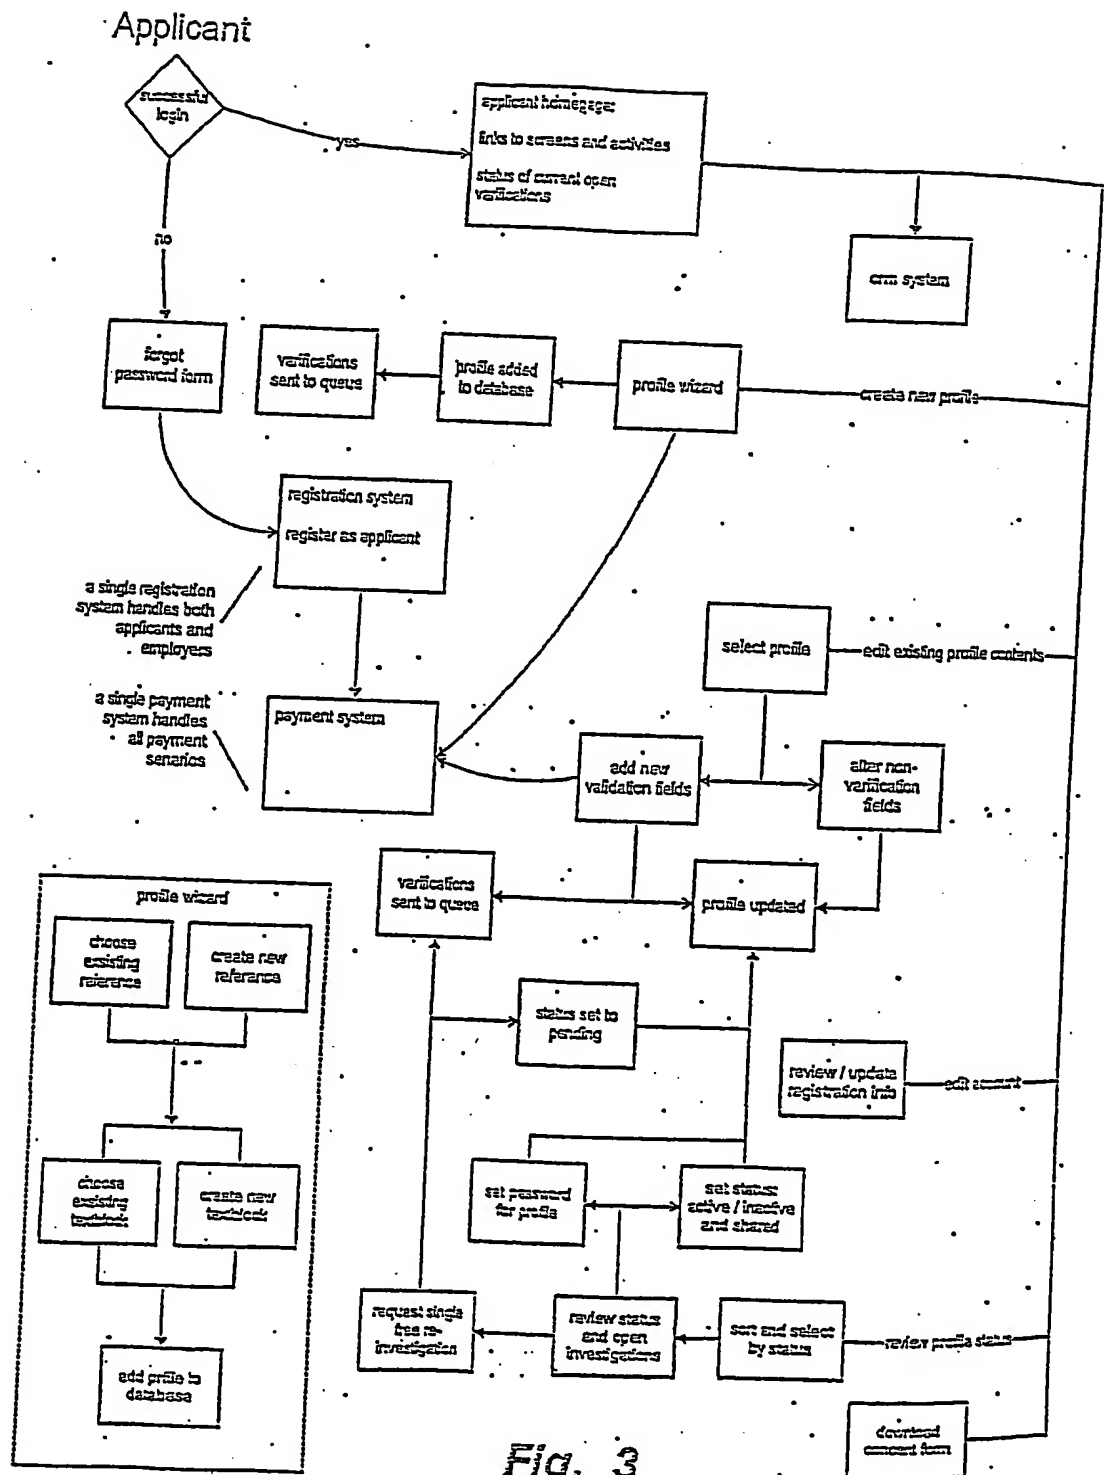 Applicant
successful
login
yes
no
applicant homepage:
links to screens and activities
status of current open
verifications
crm system
forgot
password form
verifications
sent to queue
profile added
to database
profile wizard
create new profile
registration system
register as applicant
a single registration
system handles both
applicants and
employers
a single payment
system handles
all payment
senarios
payment system
select profile
edit existing profile contents
add new
validation fields
alter non-
verification
fields
verifications
sent to queue
profile updated
status set to
pending
review / update
registration info
edit account
set password
for profile
set status:
active / inactive
and shared
request single
free re-
investigation
review status
and open
investigations
sort and select
by status
review profile status
download
consent form
profile wizard
choose
exsisting
reference
create new
reference
choose
exsisting
textblock
create new
textblock
add profile to
database
Fig. 3